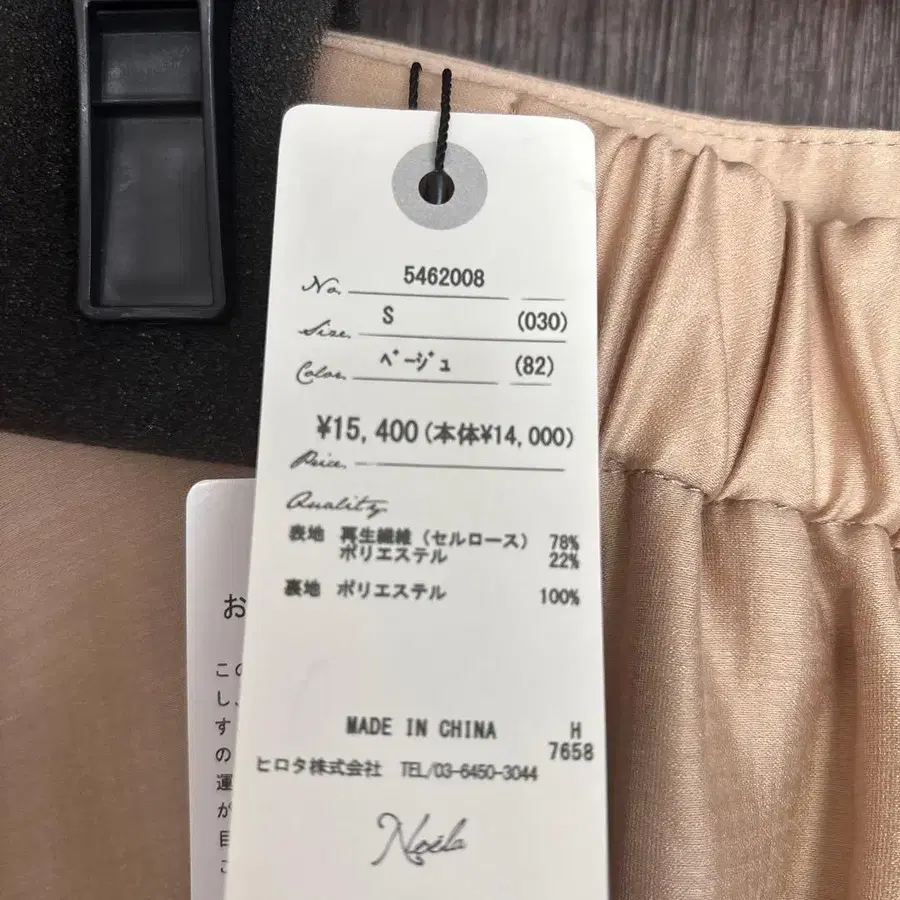 No. 5462008
Size. S (030)
Color. ベージュ (82)
¥15,400(本体¥14,000)
Price.
Quality.
表地 再生繊維（セルロース） 78%
ポリエステル 22%
裏地 ポリエステル 100%
MADE IN CHINA H
7658
ヒロタ株式会社 TEL/03-6450-3044
Noela
お
この
し、
す
の
運
が
目